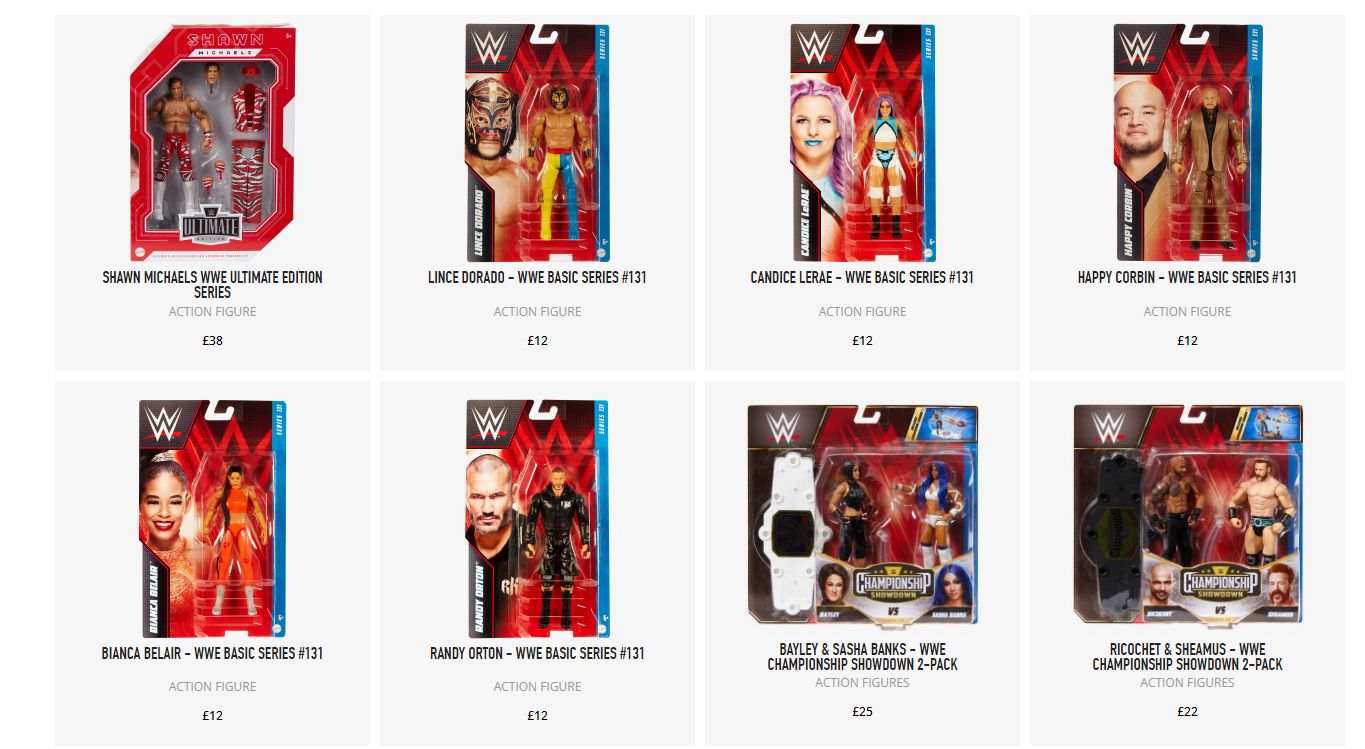 SHAWN
MICHAELS
ULTIMATE
EDITION
SHAWN MICHAELS WWE ULTIMATE EDITION
SERIES
ACTION FIGURE
£38
W
SERIES 131
LINCE DORADO
LINCE DORADO – WWE BASIC SERIES #131
ACTION FIGURE
£12
W
SERIES 131
CANDICE LeRAE
CANDICE LERAE – WWE BASIC SERIES #131
ACTION FIGURE
£12
W
SERIES 131
HAPPY CORBIN
HAPPY CORBIN – WWE BASIC SERIES #131
ACTION FIGURE
£12
W
SERIES 131
BIANCA BELAIR
BIANCA BELAIR – WWE BASIC SERIES #131
ACTION FIGURE
£12
W
SERIES 131
RANDY ORTON
RANDY ORTON – WWE BASIC SERIES #131
ACTION FIGURE
£12
W
CHAMPIONSHIP
SHOWDOWN
BAYLEY VS SASHA BANKS
BAYLEY & SASHA BANKS – WWE
CHAMPIONSHIP SHOWDOWN 2-PACK
ACTION FIGURES
£25
W
CHAMPIONSHIP
SHOWDOWN
RICOCHET VS SHEAMUS
RICOCHET & SHEAMUS – WWE
CHAMPIONSHIP SHOWDOWN 2-PACK
ACTION FIGURES
£22